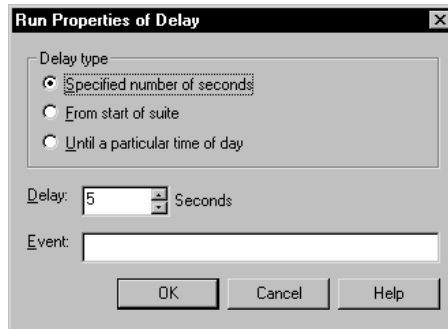 Run Properties of Delay
Delay type
Specified number of seconds
From start of suite
Until a particular time of day
Delay: 5 Seconds
Event:
OK Cancel Help